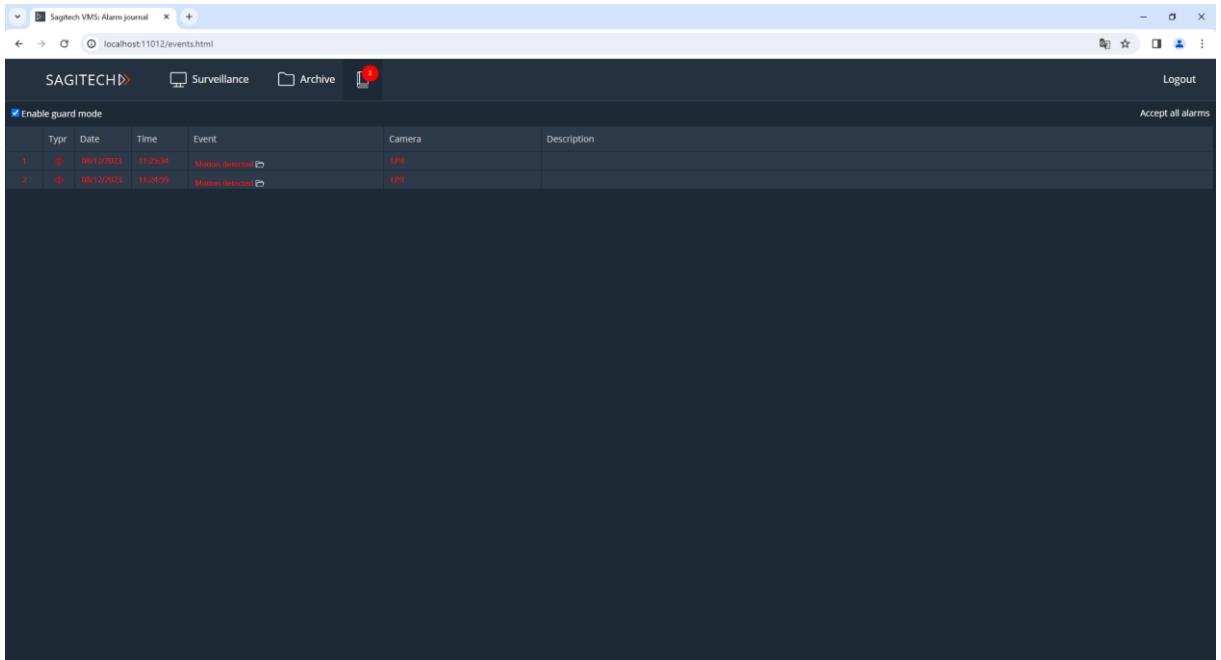 Sagitech VMS: Alarm journal
localhost:11012/events.html
SAGITECH Surveillance Archive 2 Logout
Enable guard mode Accept all alarms
Typr Date Time Event Camera Description
1 08/12/2023 11:25:34 Motion detected LPR
2 08/12/2023 11:24:59 Motion detected LPR